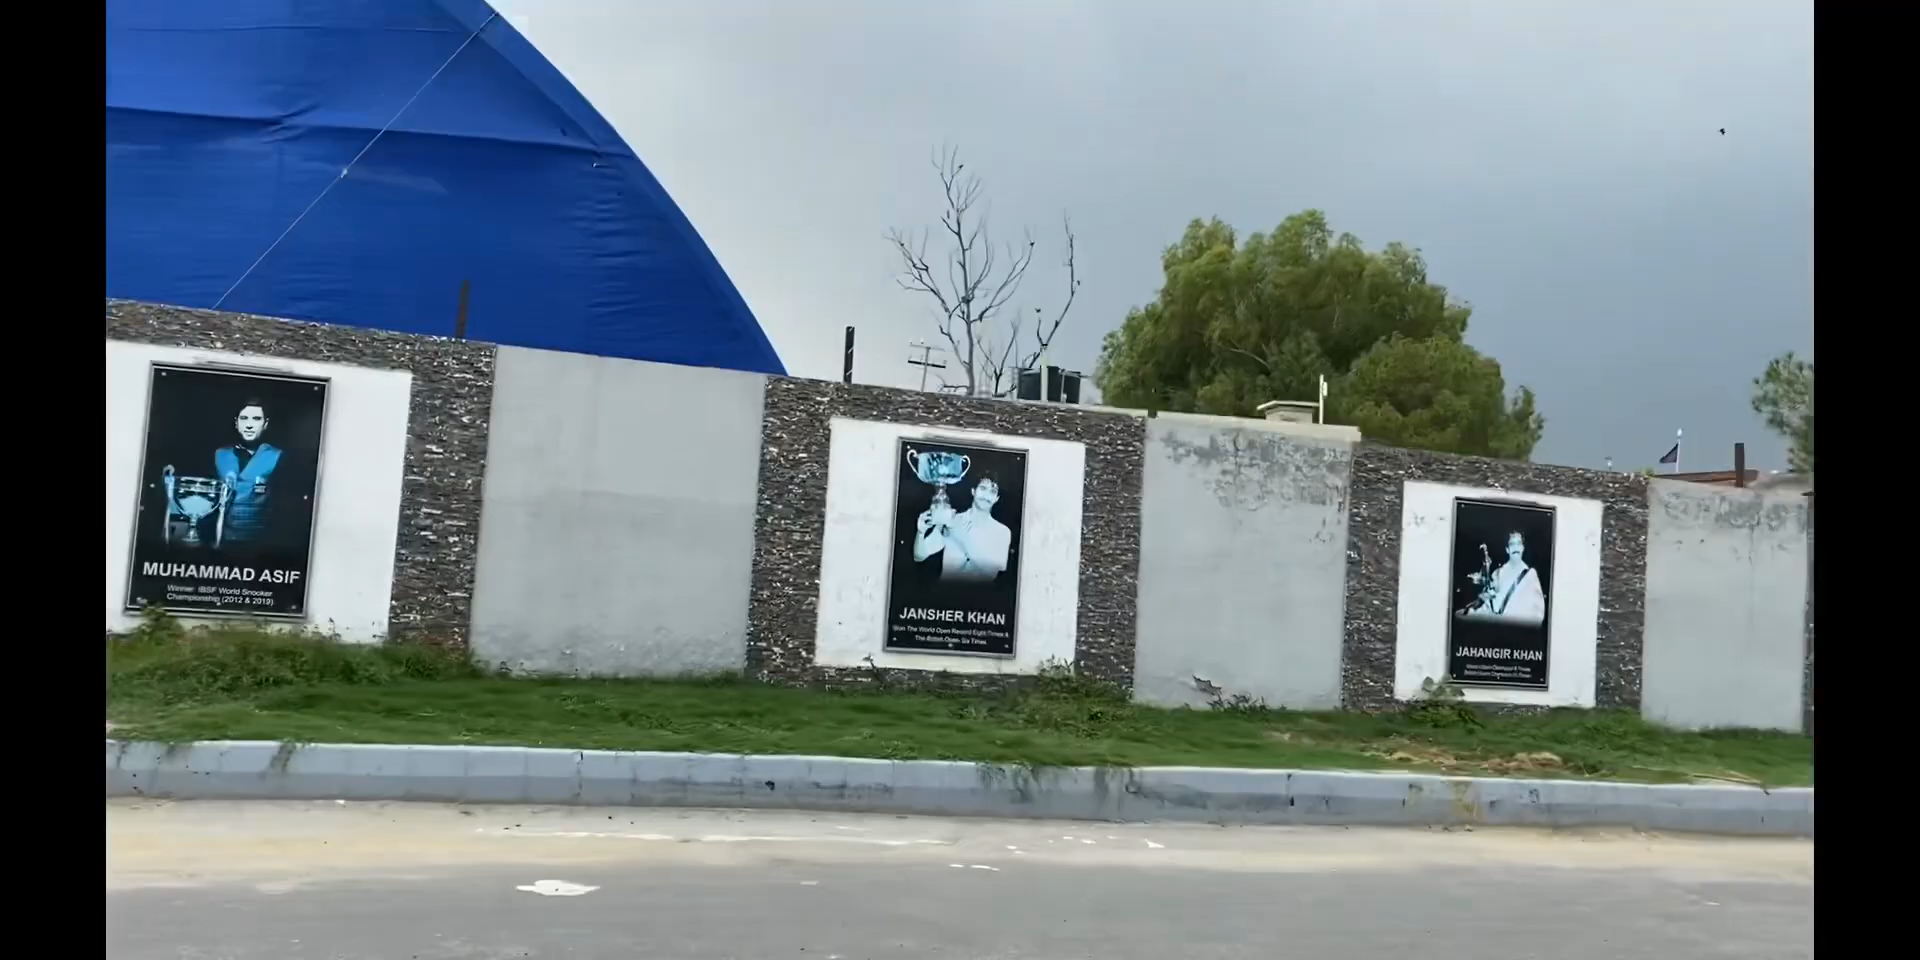 MUHAMMAD ASIF
Winner IBSF World Snooker
Championship (2012 & 2019)
JANSHER KHAN
Won The World Open Record Eight Times &
The British Open Six Times
JAHANGIR KHAN